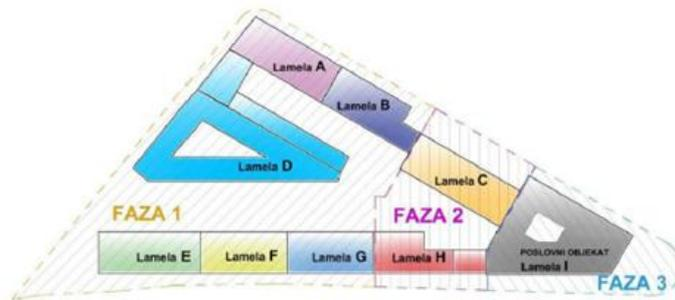 Lamela A
Lamela B
Lamela D
Lamela C
FAZA 1
FAZA 2
POSLOVNI OBJEKAT
Lamela I
Lamela E
Lamela F
Lamela G
Lamela H
FAZA 3